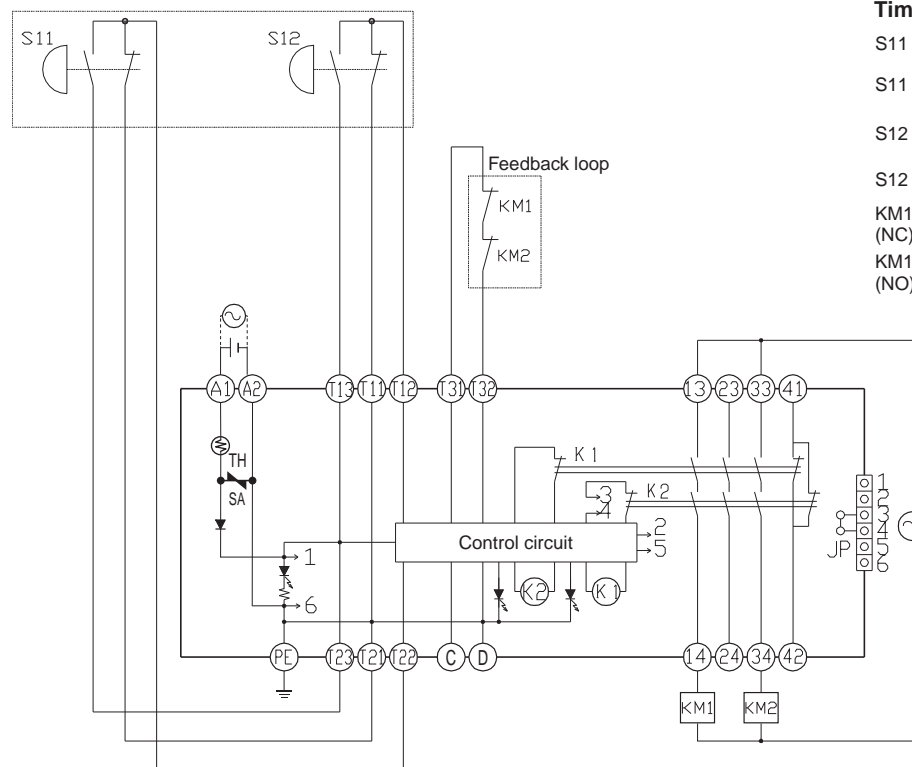 Tim
S11
S12
S11
S11
S12
S12
KM1
(NC)
KM1
(NO)
Feedback loop
KM1
KM2
A1 A2 T13 T11 T12 T31 T32 13 23 33 41
TH
SA
K1
K2
3
4
Control circuit
2
5
1
6
K2 K1
JP
1
2
3
4
5
6
PE T23 T21 T22 C D 14 24 34 42
KM1 KM2